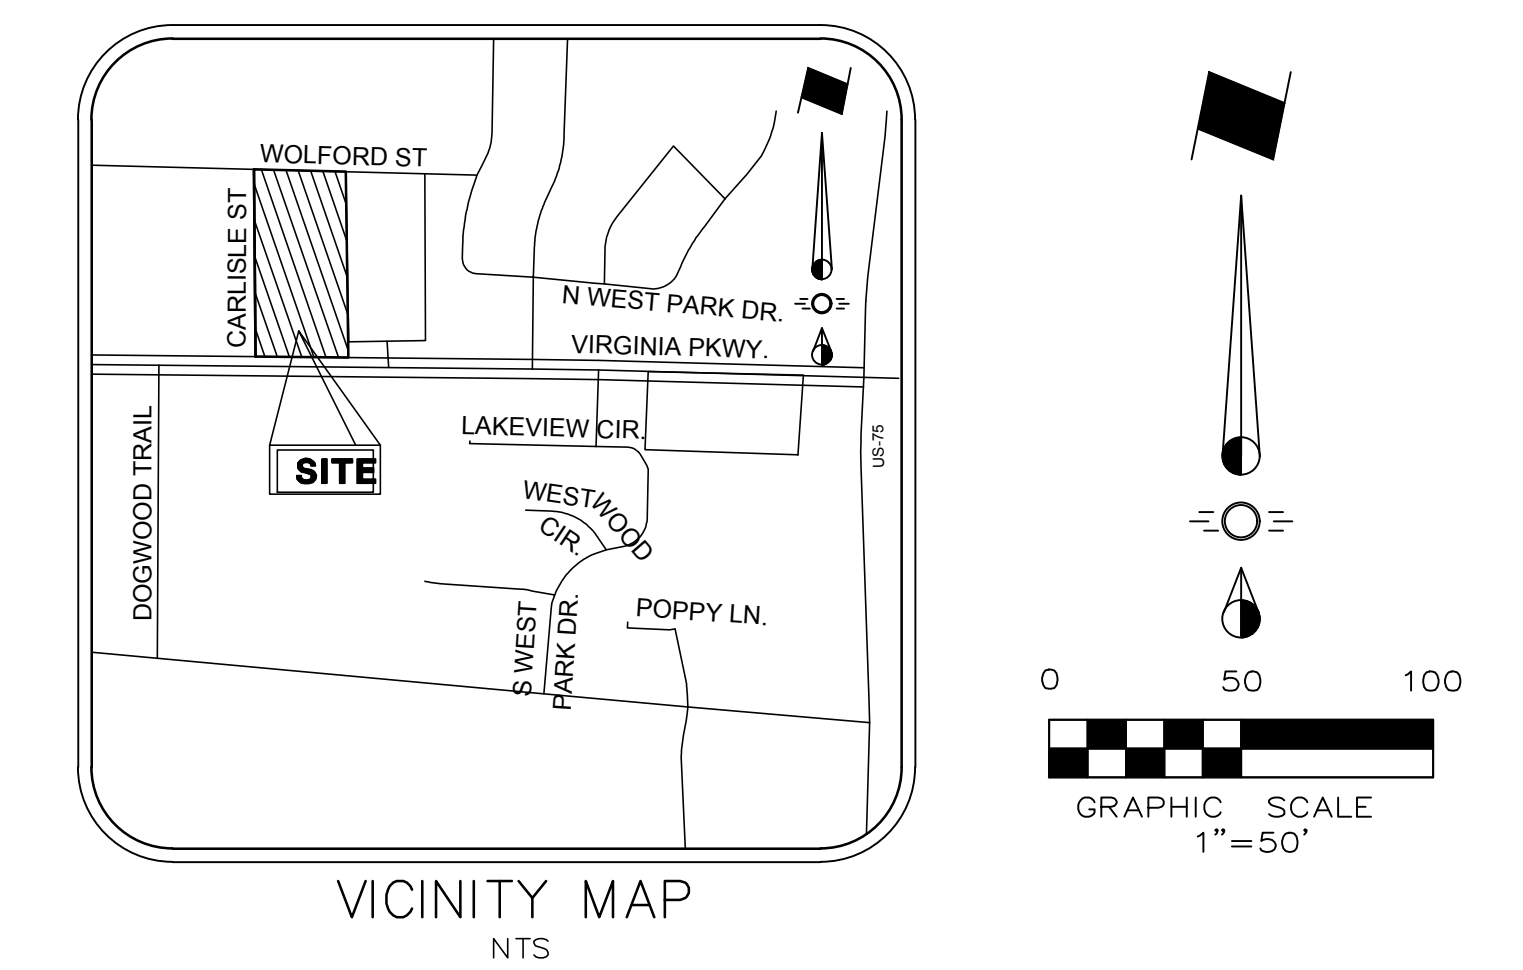 WOLFORD ST
CARLISLE ST
N WEST PARK DR.
VIRGINIA PKWY.
LAKEVIEW CIR.
US-75
DOGWOOD TRAIL
SITE
WESTWOOD
CIR.
S WEST
PARK DR.
POPPY LN.
VICINITY MAP
NTS
0 50 100
GRAPHIC SCALE
1"=50'